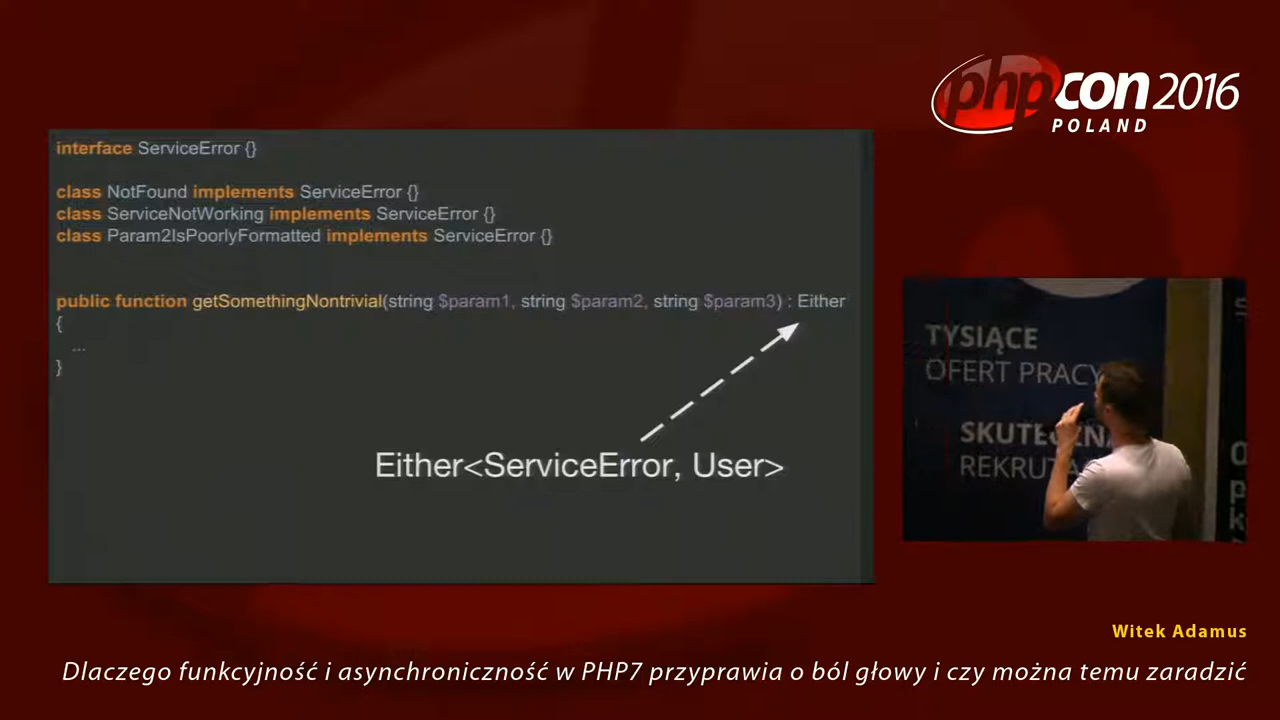 phpcon 2016
POLAND
interface ServiceError {}
class NotFound implements ServiceError {}
class ServiceNotWorking implements ServiceError {}
class Param2IsPoorlyFormatted implements ServiceError {}
public function getSomethingNontrivial(string $param1, string $param2, string $param3) : Either
{
...
}
Either<ServiceError, User>
TYSIĄCE
OFERT PRACY
SKUTECZNA
Witek Adamus
Dlaczego funkcyjność i asynchroniczność w PHP7 przyprawia o ból głowy i czy można temu zaradzić